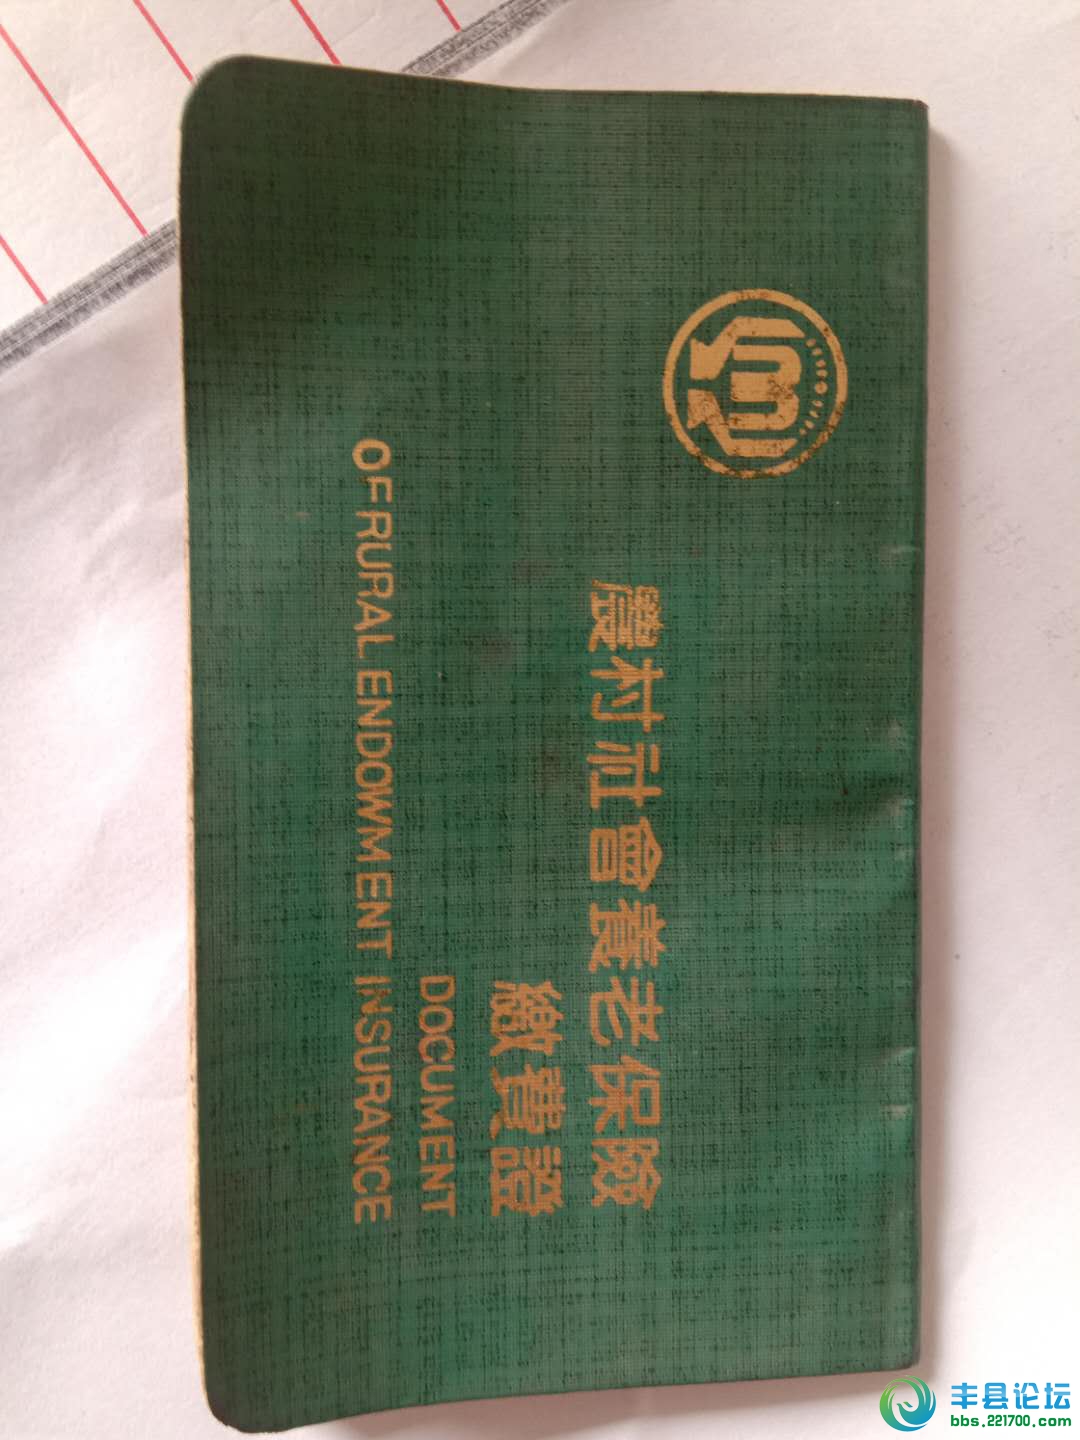 農村社會養老保險
繳費證
DOCUMENT
OF RURAL ENDOWMENT INSURANCE
丰县论坛
bbs.221700.com